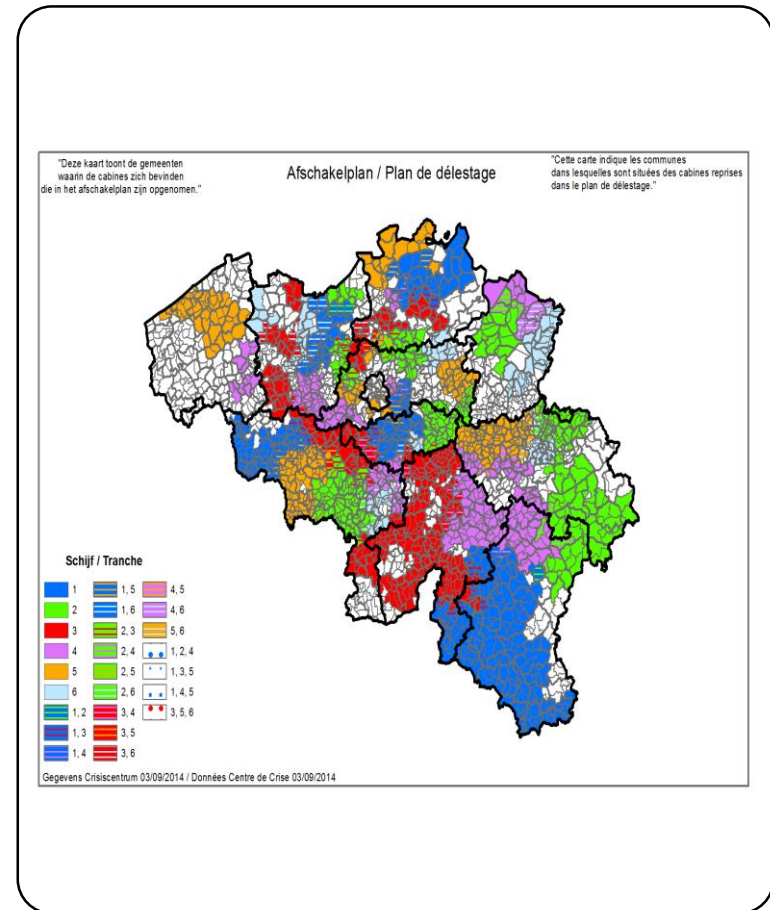 "Deze kaart toont de gemeenten
waarin de cabines zich bevinden
die in het afschakelplan zijn opgenomen."
Afschakelplan / Plan de délestage
"Cette carte indique les communes
dans lesquelles sont situées des cabines reprises
dans le plan de délestage."
Schijf / Tranche
1
2
3
4
5
6
1, 2
1, 3
1, 4
1, 5
1, 6
2, 3
2, 4
2, 5
2, 6
3, 4
3, 5
3, 6
4, 5
4, 6
5, 6
1, 2, 4
1, 3, 5
1, 4, 5
3, 5, 6
Gegevens Crisiscentrum 03/09/2014 / Données Centre de Crise 03/09/2014